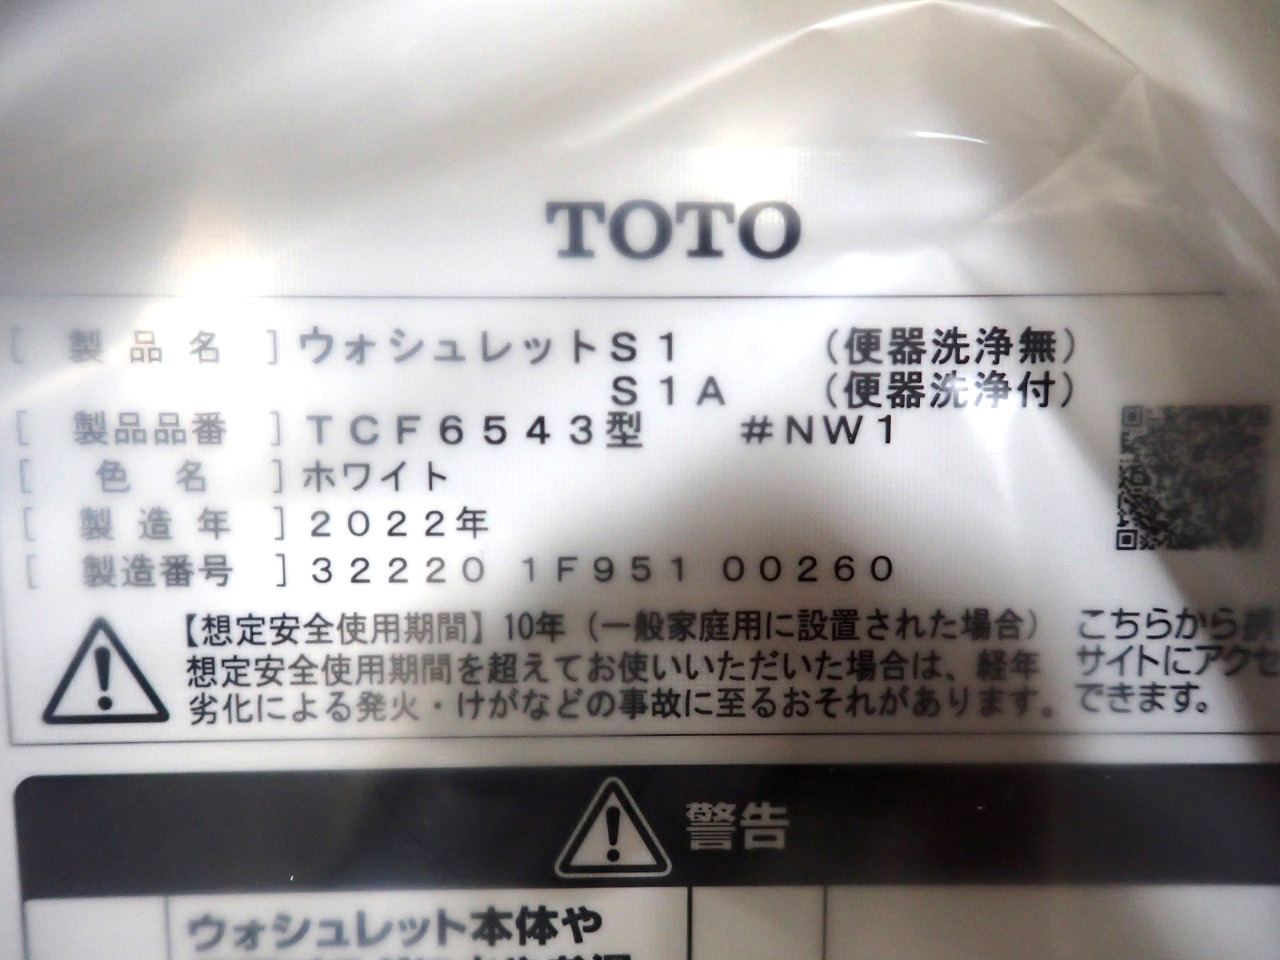 TOTO
[ 製品名 ] ウォシュレットS1 (便器洗浄無)
S1A (便器洗浄付)
[ 製品品番 ] TCF6543型 #NW1
[ 色名 ] ホワイト
[ 製造年 ] 2022年
[ 製造番号 ] 32220 1F951 00260
【想定安全使用期間】10年（一般家庭用に設置された場合）
想定安全使用期間を超えてお使いいただいた場合は、経年
劣化による発火・けがなどの事故に至るおそれがあります。
こちらから
サイトにアクセ
できます。
警告
ウォシュレット本体や